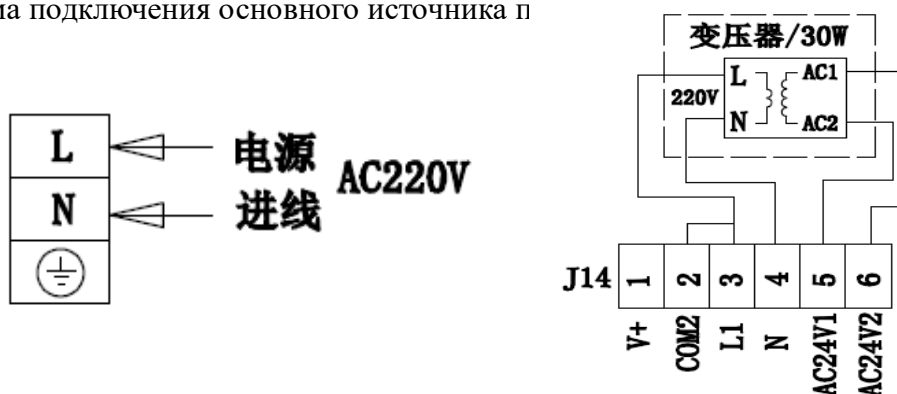 ма подключения основного источника п
L
N
电源
进线
AC220V
变压器/30W
L
N
220V
AC1
AC2
J14
1
2
3
4
5
6
V+
COM2
L1
N
AC24V1
AC24V2